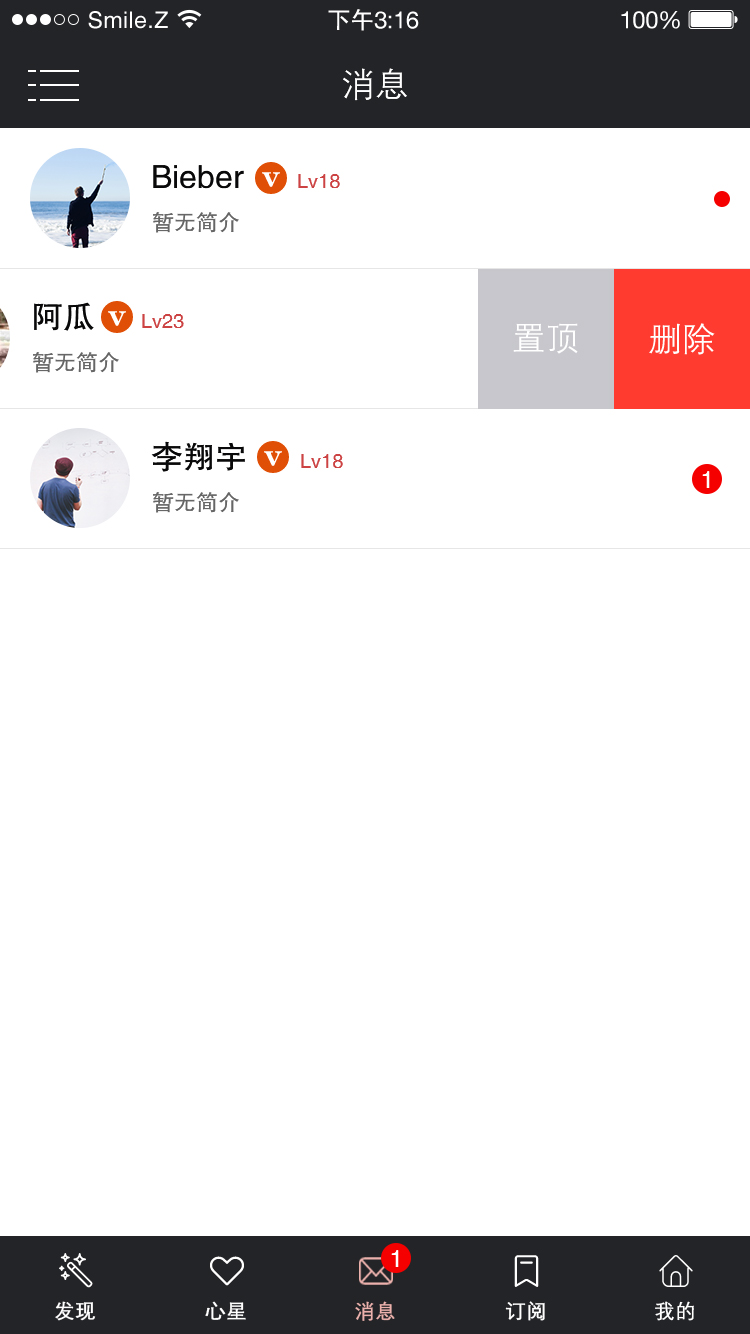 Smile.Z 下午3:16 100%
消息
Bieber V Lv18
暂无简介
阿瓜 V Lv23
暂无简介
置顶 删除
李翔宇 V Lv18
暂无简介
1
1
发现 心星 消息 订阅 我的